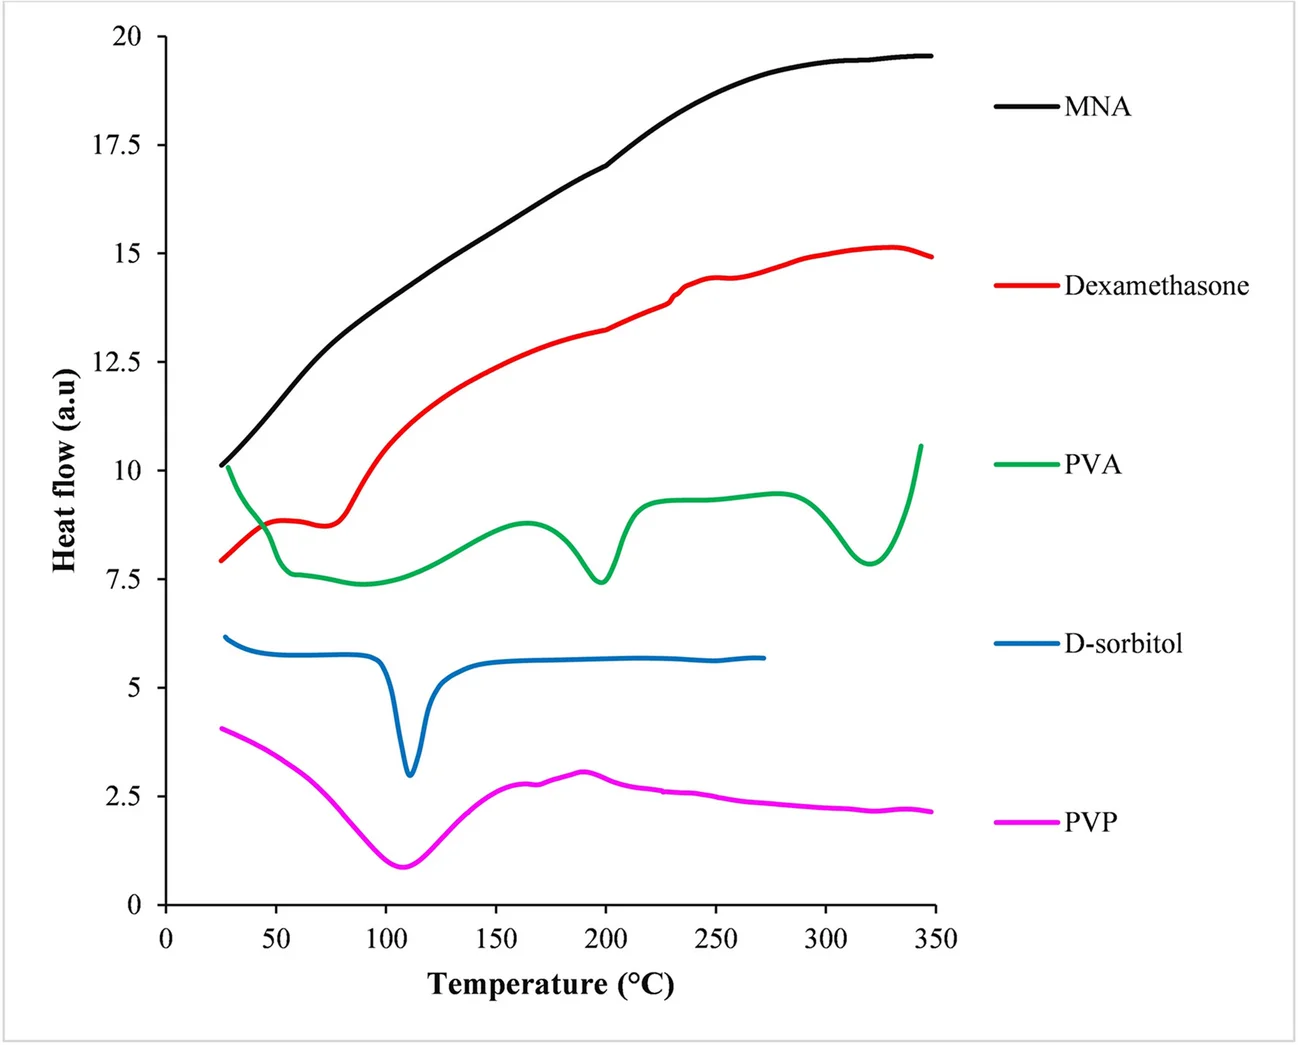 20
17.5
15
12.5
10
7.5
5
2.5
0
Heat flow (a.u)
0 50 100 150 200 250 300 350
Temperature (°C)
MNA
Dexamethasone
PVA
D-sorbitol
PVP